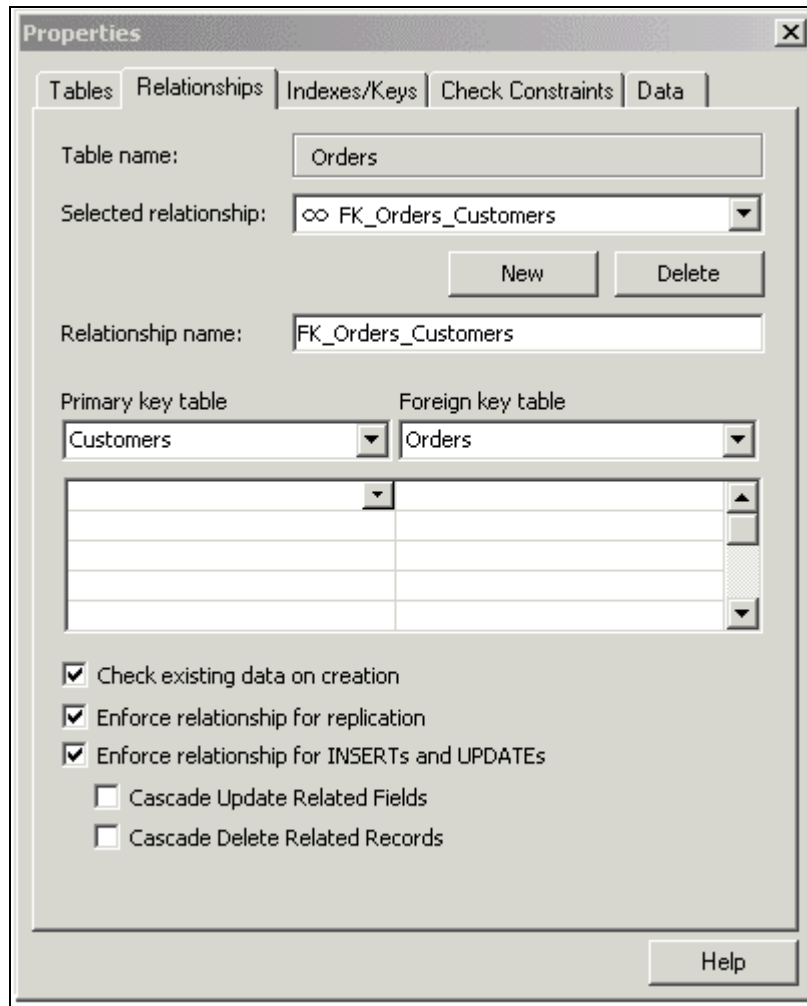 Properties
Tables Relationships Indexes/Keys Check Constraints Data
Table name: Orders
Selected relationship: ∞ FK_Orders_Customers
New Delete
Relationship name: FK_Orders_Customers
Primary key table Foreign key table
Customers Orders
Check existing data on creation
Enforce relationship for replication
Enforce relationship for INSERTs and UPDATEs
Cascade Update Related Fields
Cascade Delete Related Records
Help